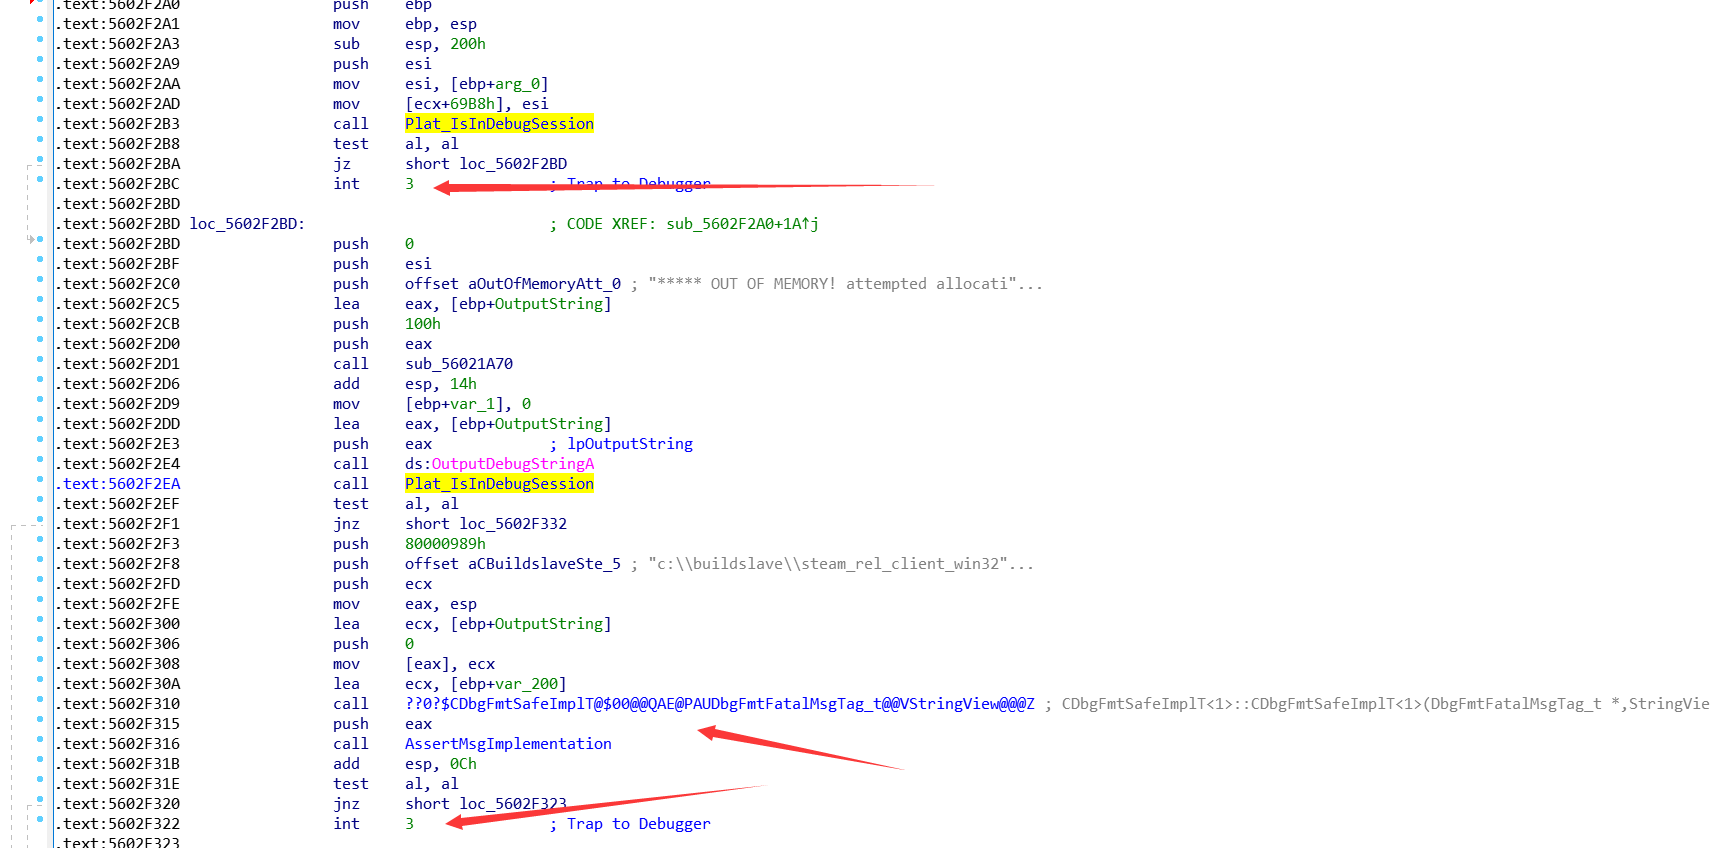 .text:5602F2A0 push ebp
.text:5602F2A1 mov ebp, esp
.text:5602F2A3 sub esp, 200h
.text:5602F2A9 push esi
.text:5602F2AA mov esi, [ebp+arg_0]
.text:5602F2AD mov [ecx+69B8h], esi
.text:5602F2B3 call Plat_IsInDebugSession
.text:5602F2B8 test al, al
.text:5602F2BA jz short loc_5602F2BD
.text:5602F2BC int 3 ; Trap to Debugger
.text:5602F2BD
.text:5602F2BD loc_5602F2BD: ; CODE XREF: sub_5602F2A0+1A↑j
.text:5602F2BD push 0
.text:5602F2BF push esi
.text:5602F2C0 push offset aOutOfMemoryAtt_0 ; "***** OUT OF MEMORY! attempted allocati"...
.text:5602F2C5 lea eax, [ebp+OutputString]
.text:5602F2CB push 100h
.text:5602F2D0 push eax
.text:5602F2D1 call sub_56021A70
.text:5602F2D6 add esp, 14h
.text:5602F2D9 mov [ebp+var_1], 0
.text:5602F2DD lea eax, [ebp+OutputString]
.text:5602F2E3 push eax ; lpOutputString
.text:5602F2E4 call ds:OutputDebugStringA
.text:5602F2EA call Plat_IsInDebugSession
.text:5602F2EF test al, al
.text:5602F2F1 jnz short loc_5602F332
.text:5602F2F3 push 80000989h
.text:5602F2F8 push offset aCBuildslaveSte_5 ; "c:\\buildslave\\steam_rel_client_win32"...
.text:5602F2FD push ecx
.text:5602F2FE mov eax, esp
.text:5602F300 lea ecx, [ebp+OutputString]
.text:5602F306 push 0
.text:5602F308 mov [eax], ecx
.text:5602F30A lea ecx, [ebp+var_200]
.text:5602F310 call ??0?$CDbgFmtSafeImplT@$00@@QAE@PAUDbgFmtFatalMsgTag_t@@VStringView@@@Z ; CDbgFmtSafeImplT<1>::CDbgFmtSafeImplT<1>(DbgFmtFatalMsgTag_t *,StringVie
.text:5602F315 push eax
.text:5602F316 call AssertMsgImplementation
.text:5602F31B add esp, 0Ch
.text:5602F31E test al, al
.text:5602F320 jnz short loc_5602F323
.text:5602F322 int 3 ; Trap to Debugger
.text:5602F323